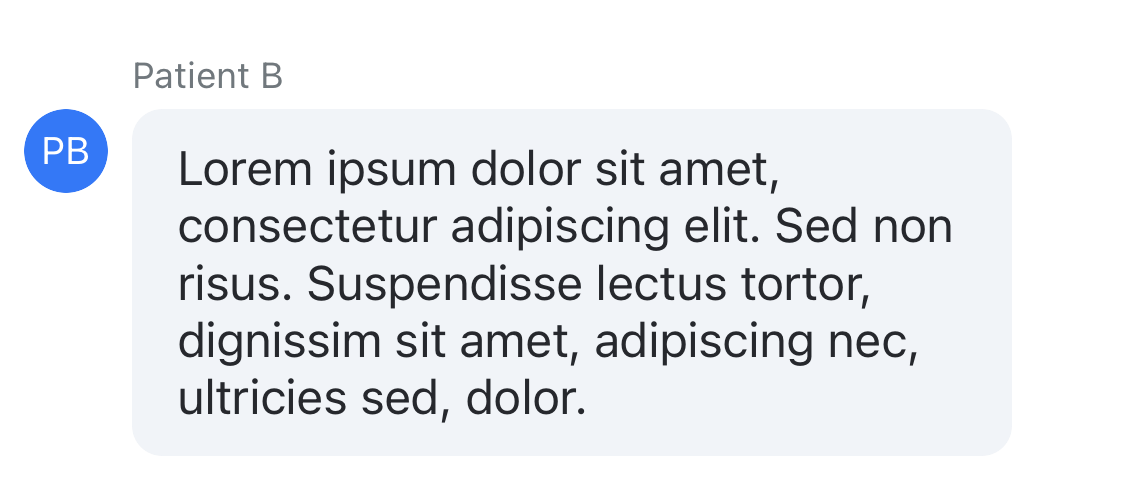 Patient B
PB
Lorem ipsum dolor sit amet,
consectetur adipiscing elit. Sed non
risus. Suspendisse lectus tortor,
dignissim sit amet, adipiscing nec,
ultricies sed, dolor.